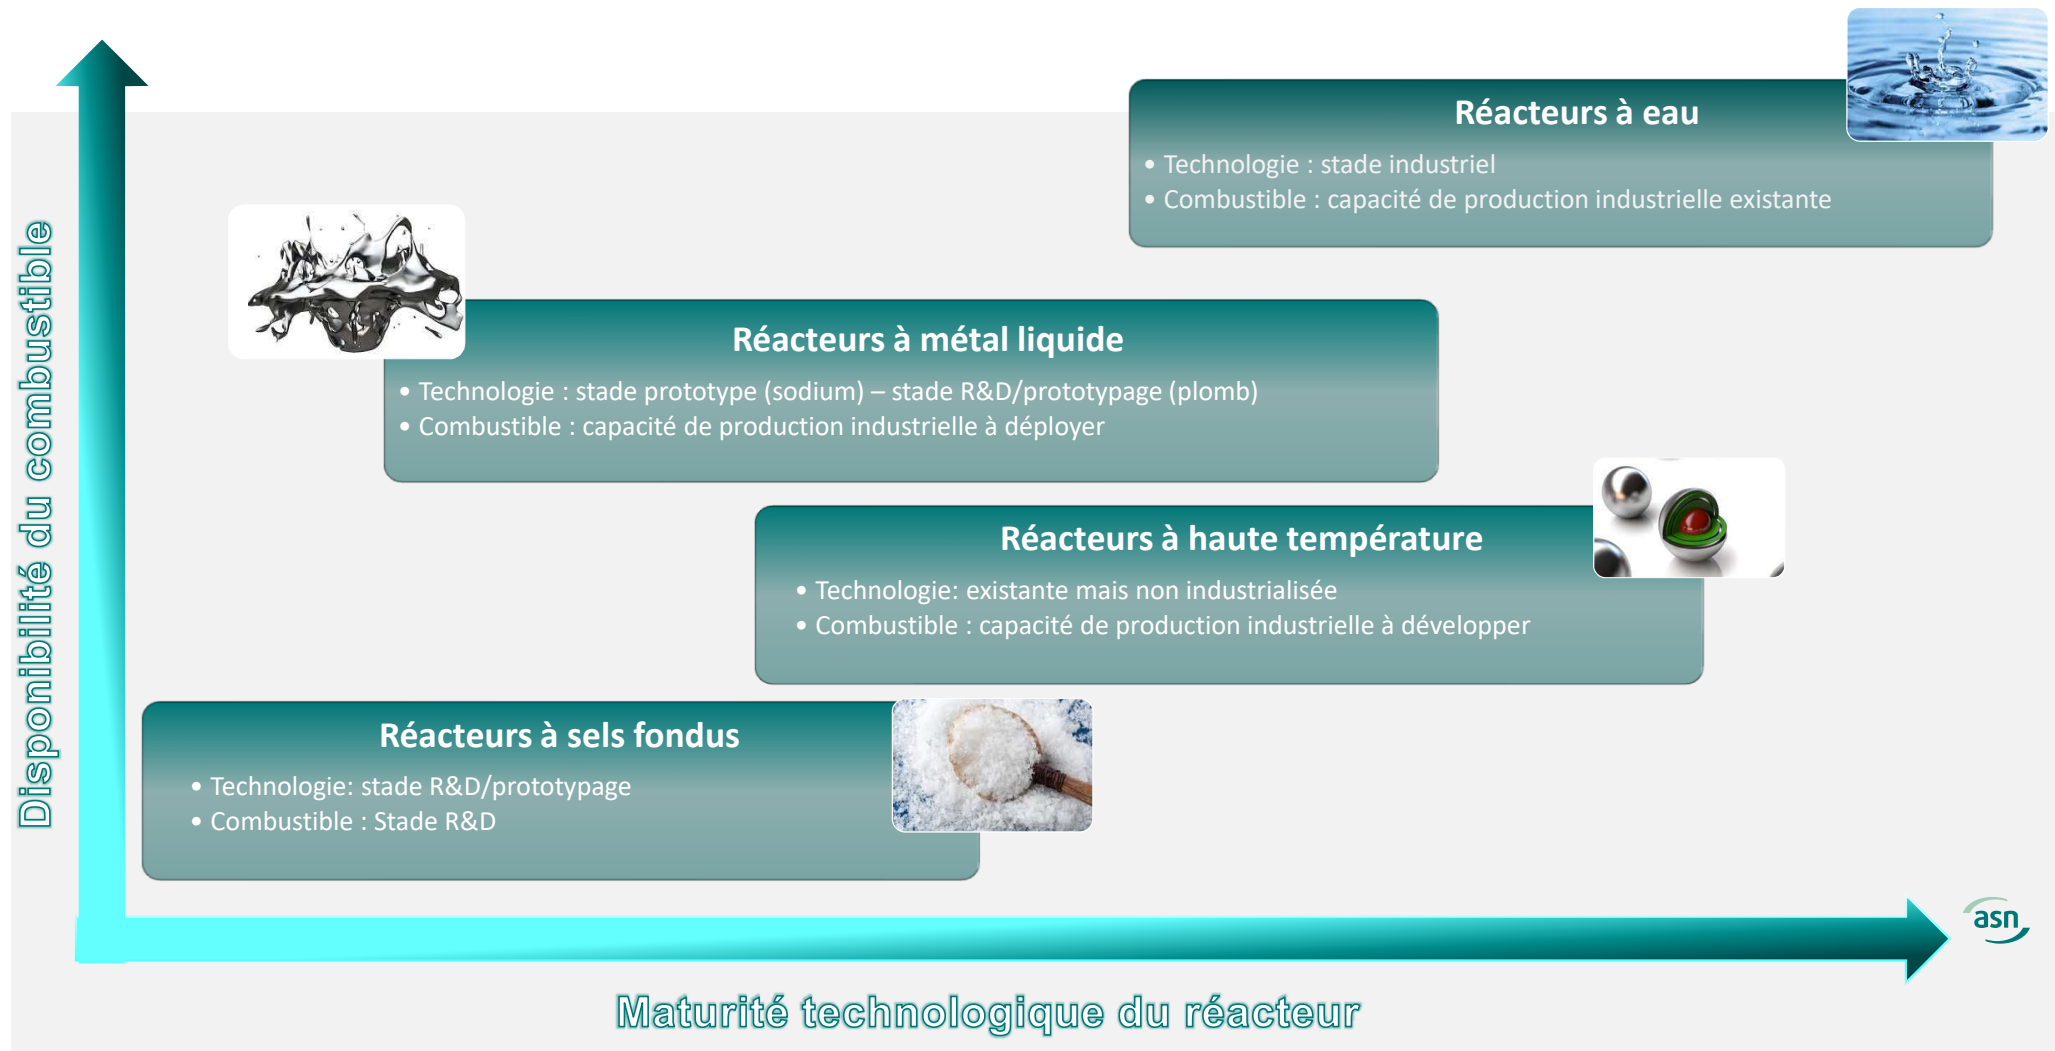 Réacteurs à eau
• Technologie : stade industriel
• Combustible : capacité de production industrielle existante
Réacteurs à métal liquide
• Technologie : stade prototype (sodium) – stade R&D/prototypage (plomb)
• Combustible : capacité de production industrielle à déployer
Réacteurs à haute température
• Technologie: existante mais non industrialisée
• Combustible : capacité de production industrielle à développer
Réacteurs à sels fondus
• Technologie: stade R&D/prototypage
• Combustible : Stade R&D
Disponibilité du combustible
asn
Maturité technologique du réacteur